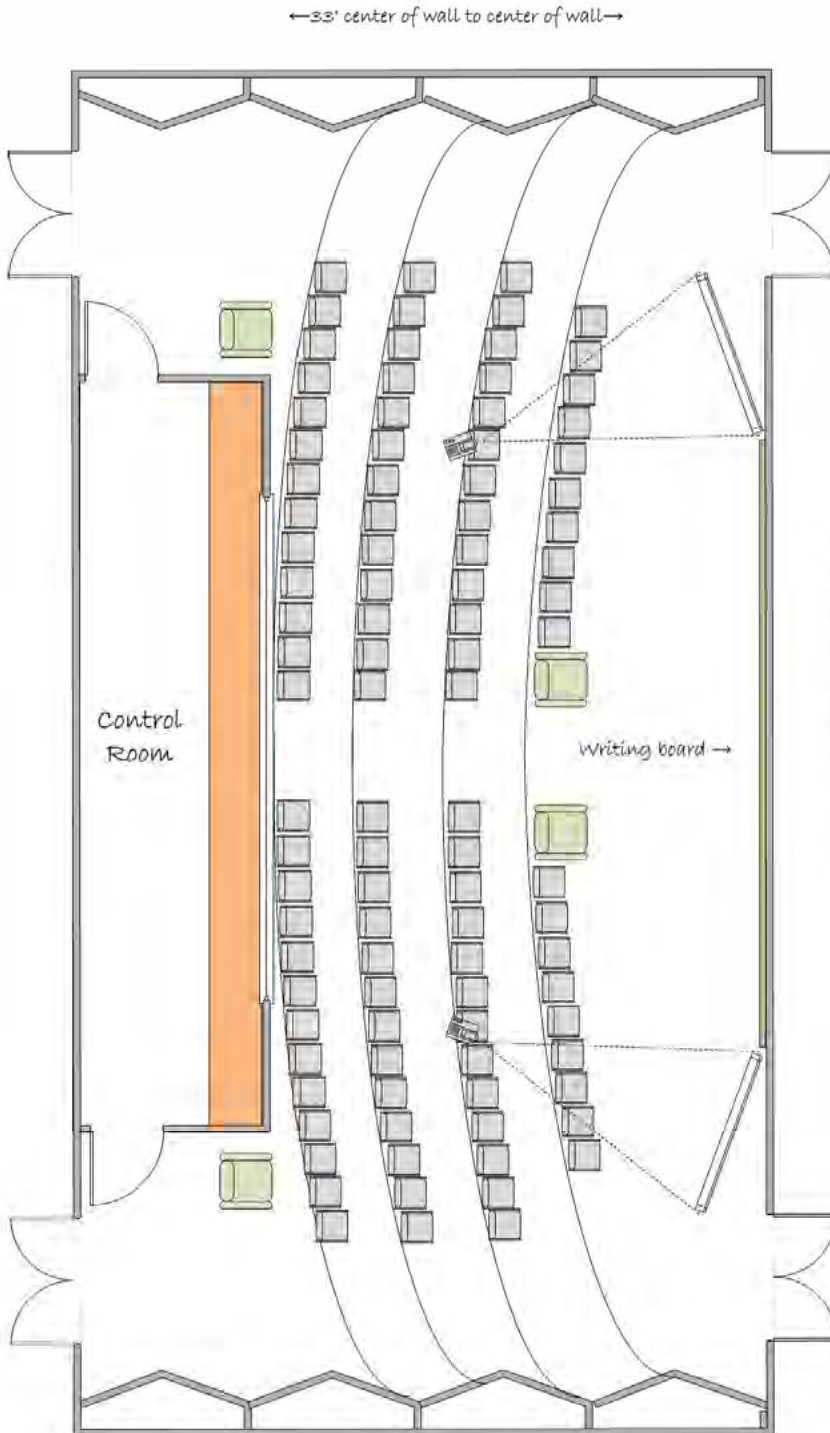 ←33' center of wall to center of wall→
Control
Room
Writing board →